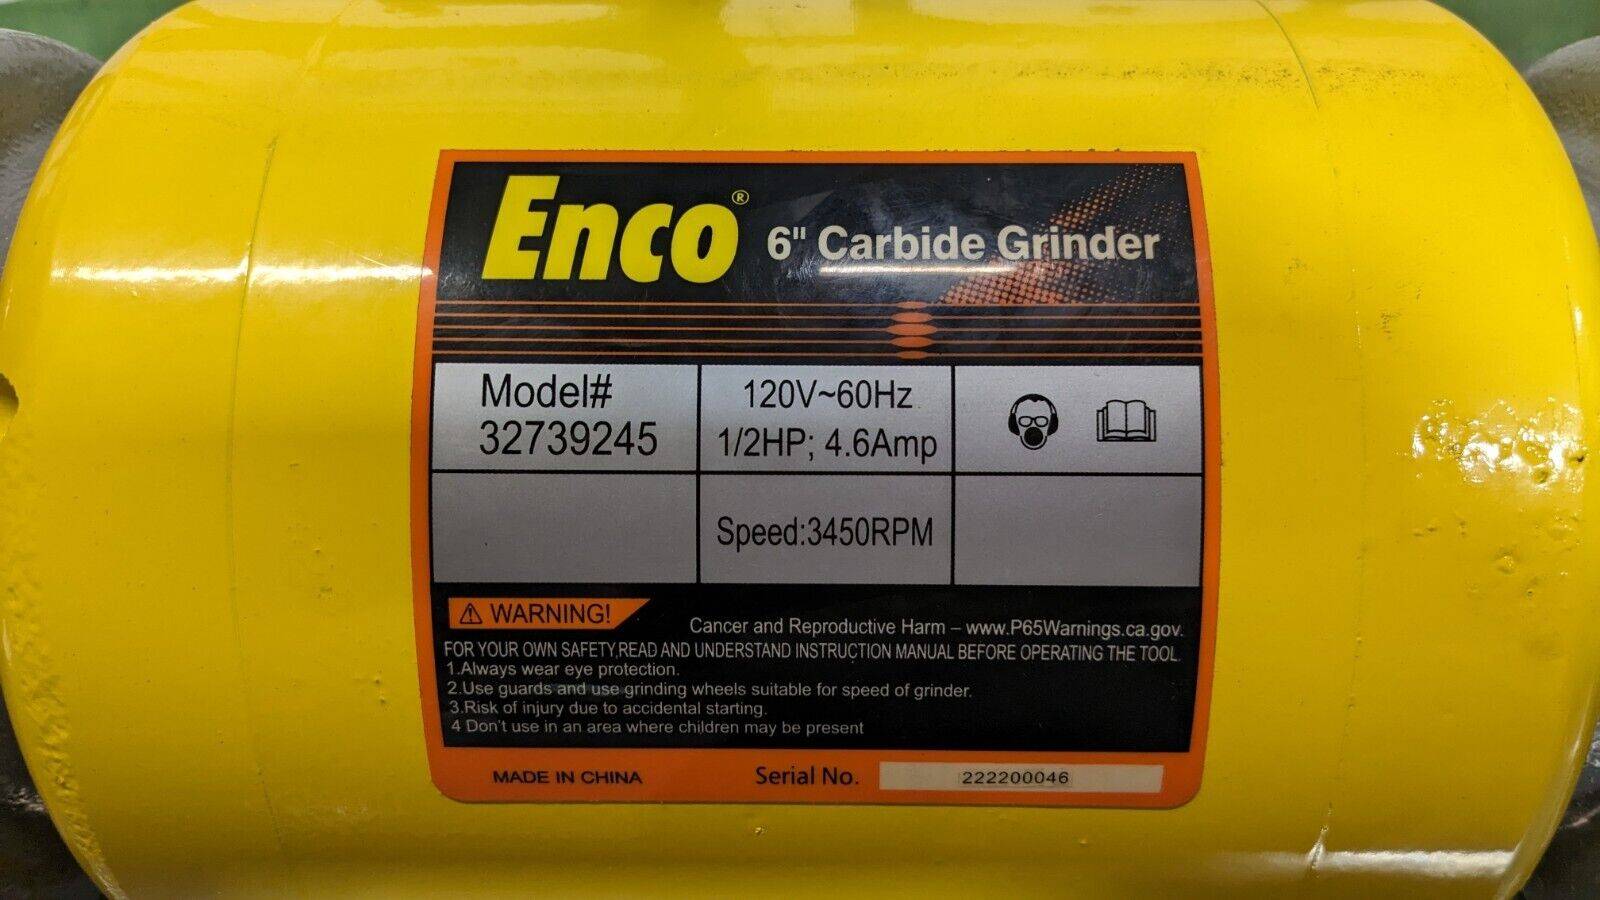 Enco® 6" Carbide Grinder
Model#
32739245
120V~60Hz
1/2HP; 4.6Amp
Speed:3450RPM
WARNING!
Cancer and Reproductive Harm – www.P65Warnings.ca.gov.
FOR YOUR OWN SAFETY,READ AND UNDERSTAND INSTRUCTION MANUAL BEFORE OPERATING THE TOOL.
1.Always wear eye protection.
2.Use guards and use grinding wheels suitable for speed of grinder.
3.Risk of injury due to accidental starting.
4 Don't use in an area where children may be present
MADE IN CHINA
Serial No. 222200046